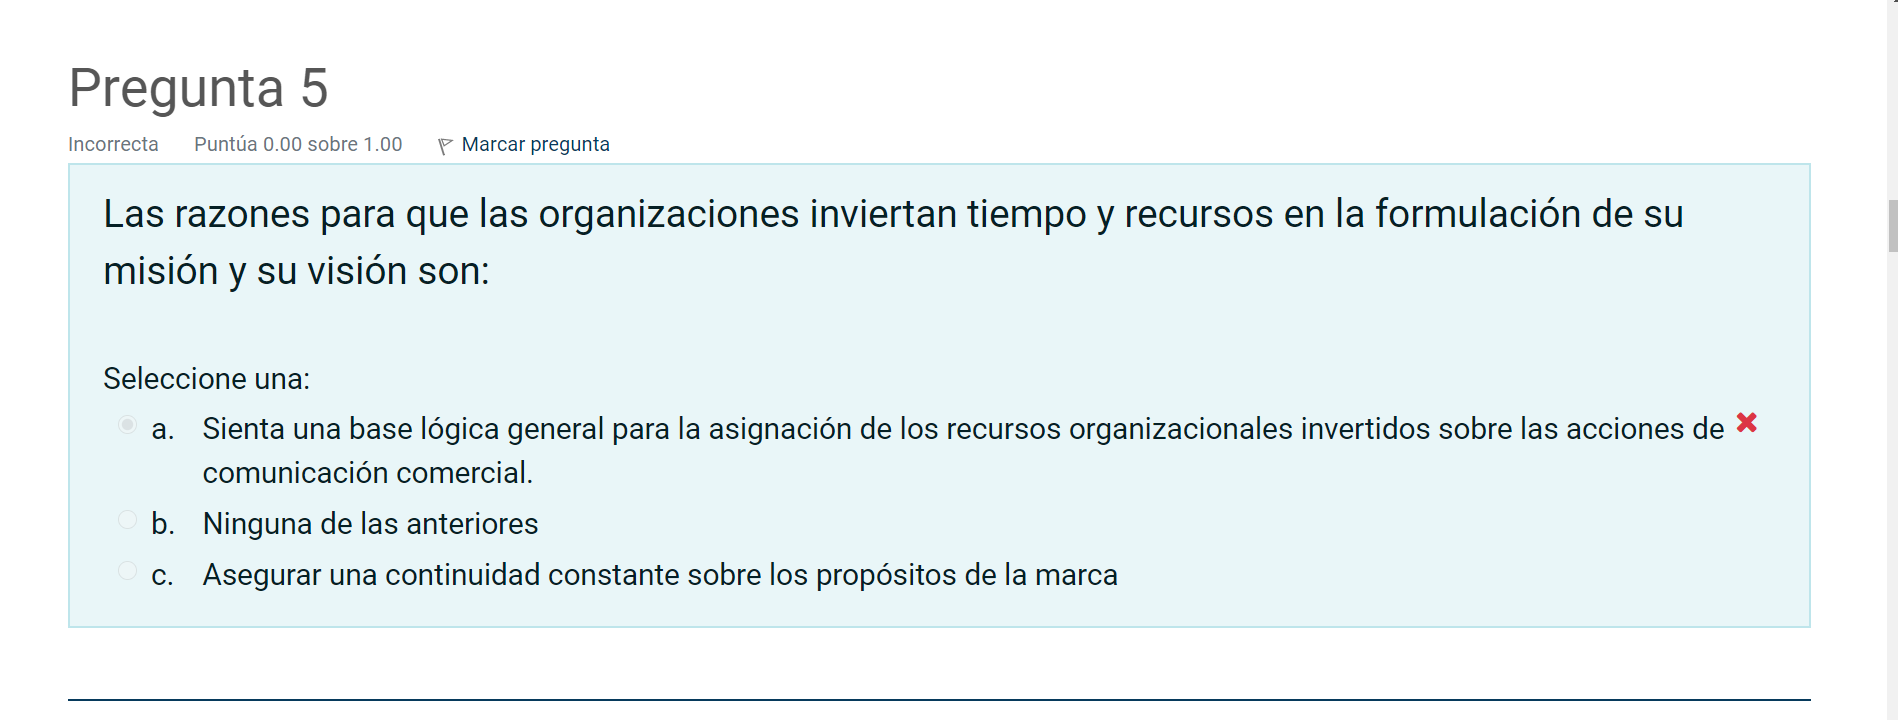 Pregunta 5
Incorrecta Puntúa 0.00 sobre 1.00 Marcar pregunta
Las razones para que las organizaciones inviertan tiempo y recursos en la formulación de su
misión y su visión son:
Seleccione una:
a. Sienta una base lógica general para la asignación de los recursos organizacionales invertidos sobre las acciones de
comunicación comercial.
b. Ninguna de las anteriores
c. Asegurar una continuidad constante sobre los propósitos de la marca